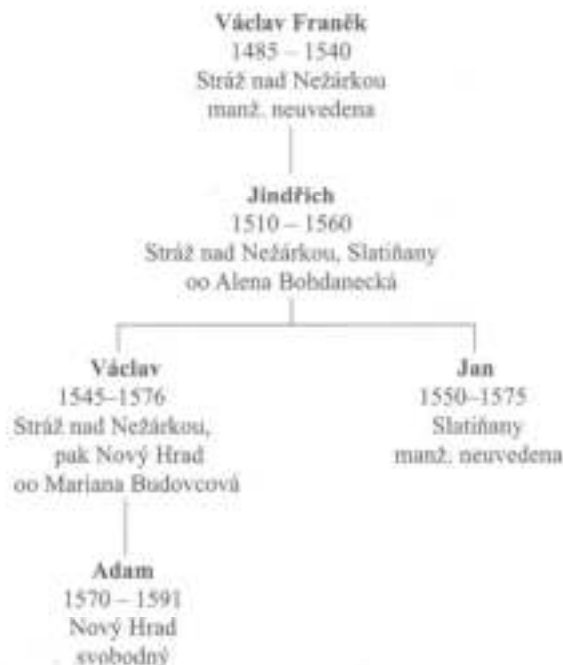 Václav Franěk
1485 – 1540
Stráž nad Nežárkou
manž. neuvedena
Jindřich
1510 – 1560
Stráž nad Nežárkou, Slatiňany
oo Alena Bohdanecká
Václav
1545–1576
Stráž nad Nežárkou,
pak Nový Hrad
oo Mariana Budovcová
Jan
1550–1575
Slatiňany
manž. neuvedena
Adam
1570 – 1591
Nový Hrad
svobodný